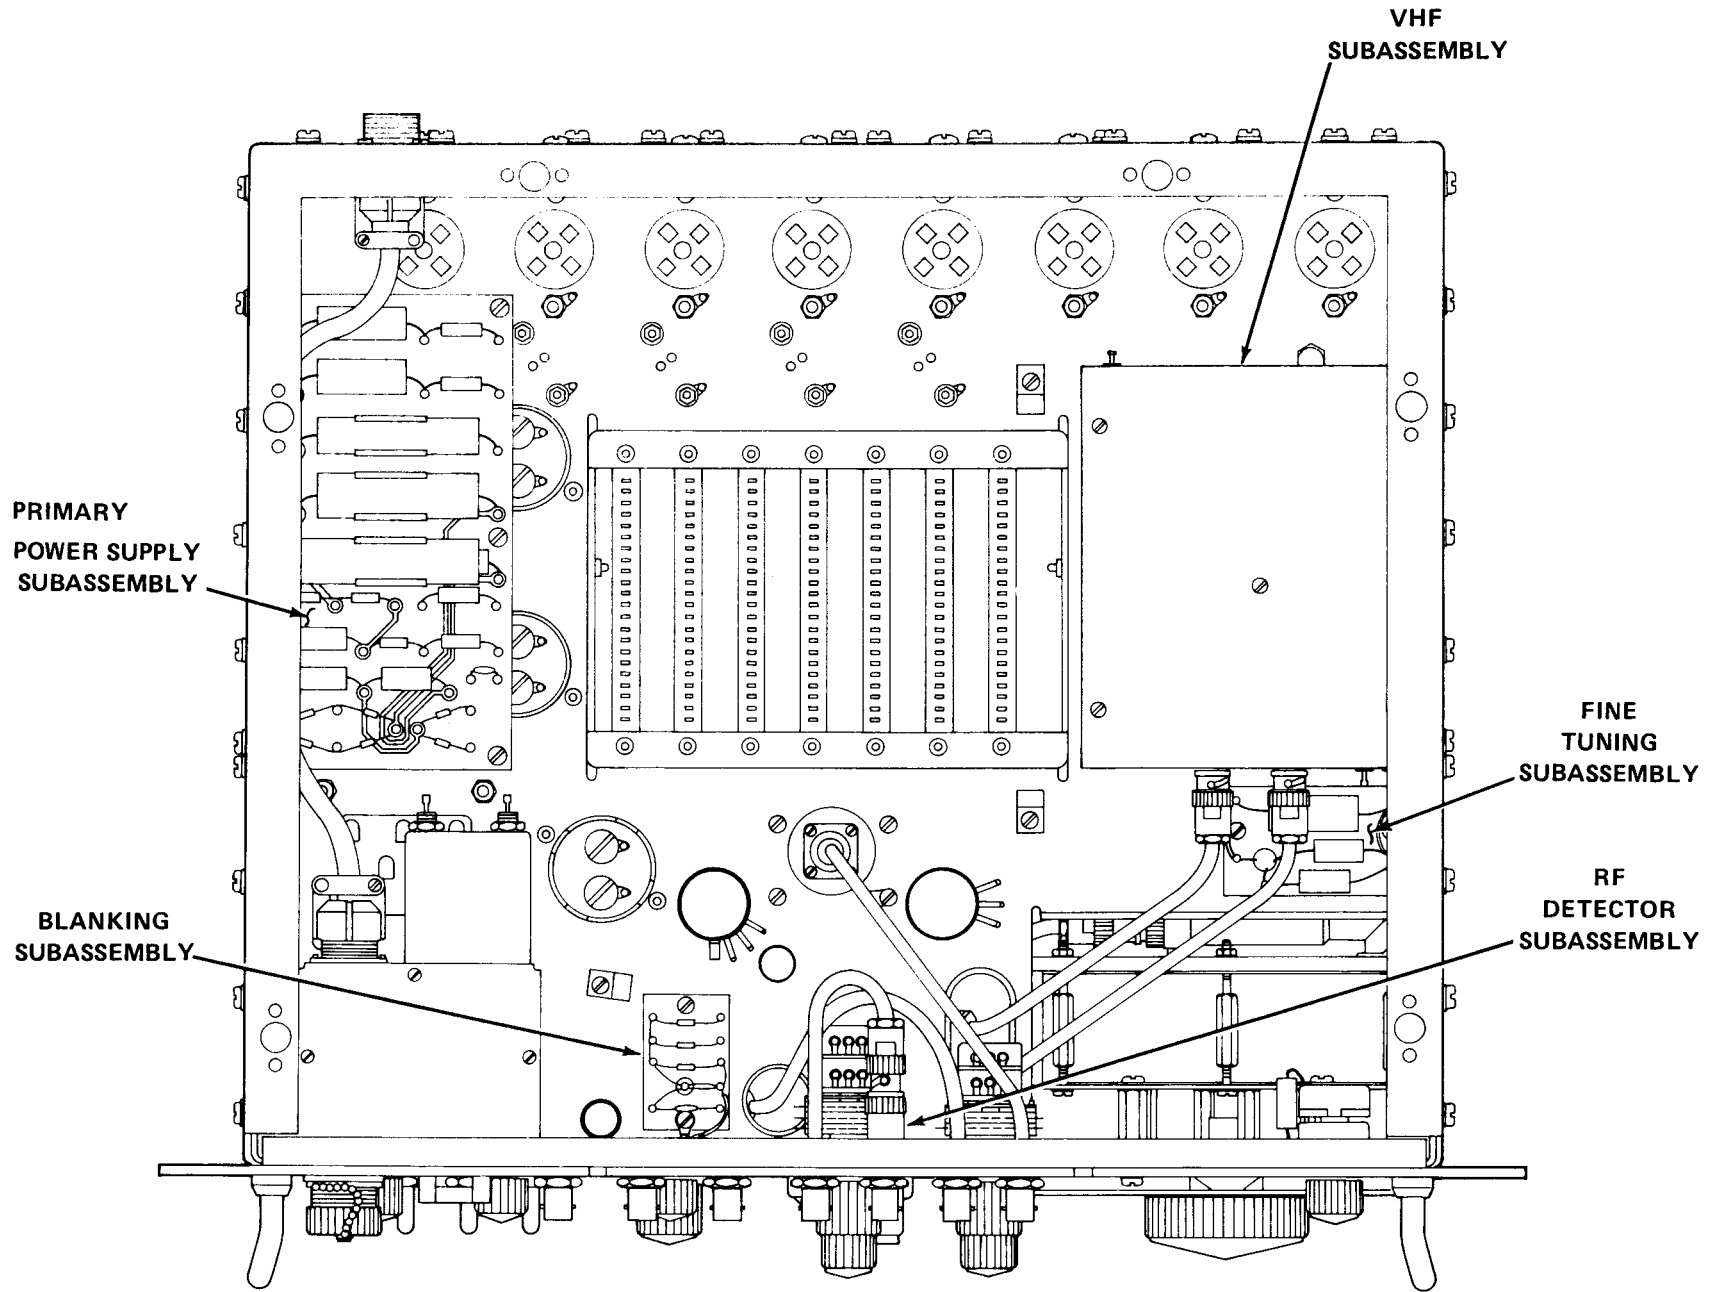 VHF
SUBASSEMBLY
PRIMARY
POWER SUPPLY
SUBASSEMBLY
FINE
TUNING
SUBASSEMBLY
RF
DETECTOR
SUBASSEMBLY
BLANKING
SUBASSEMBLY